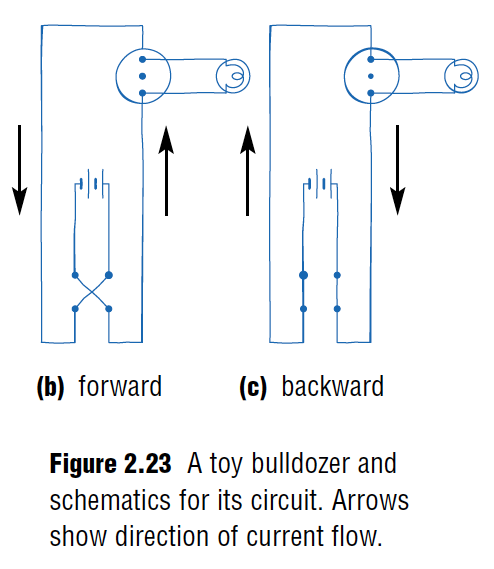 (b) forward
(c) backward
Figure 2.23 A toy bulldozer and
schematics for its circuit. Arrows
show direction of current flow.